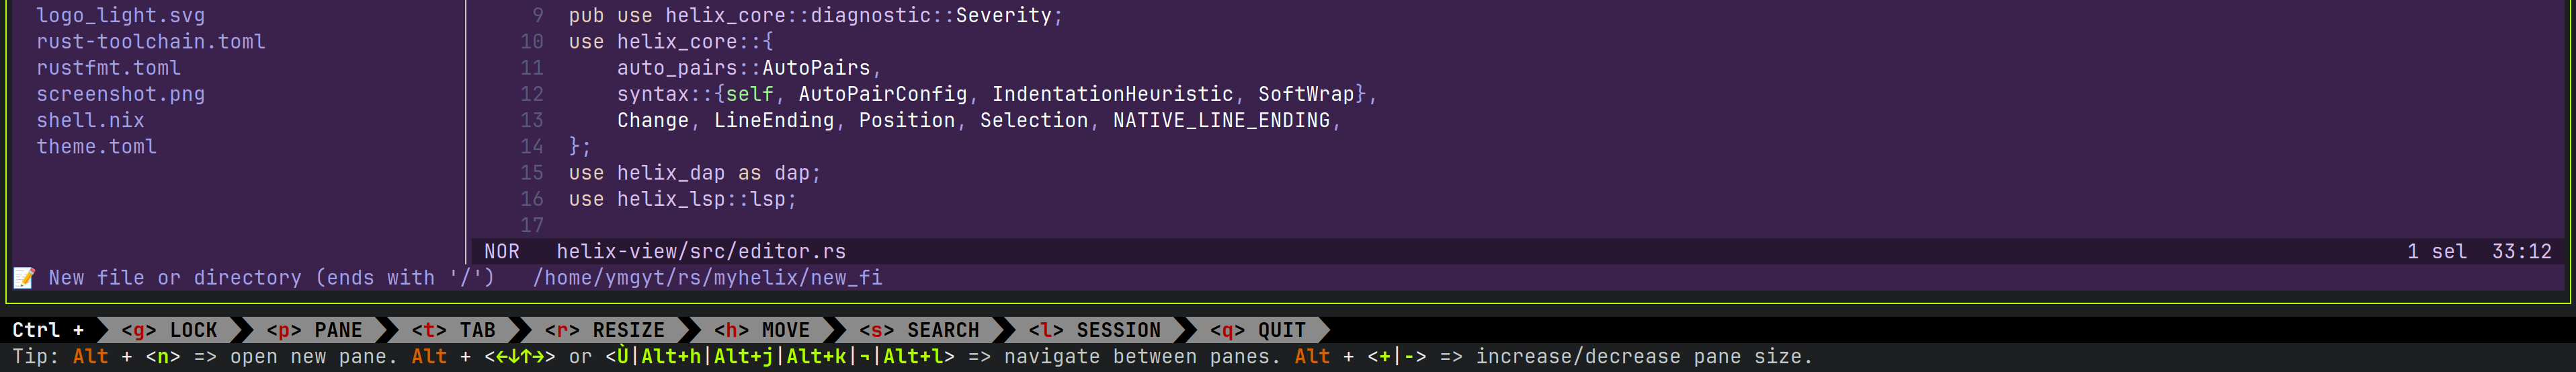 logo_light.svg
rust-toolchain.toml
rustfmt.toml
screenshot.png
shell.nix
theme.toml
9 pub use helix_core::diagnostic::Severity;
10 use helix_core::{
11     auto_pairs::AutoPairs,
12     syntax::{self, AutoPairConfig, IndentationHeuristic, SoftWrap},
13     Change, LineEnding, Position, Selection, NATIVE_LINE_ENDING,
14 };
15 use helix_dap as dap;
16 use helix_lsp::lsp;
17
NOR helix-view/src/editor.rs 1 sel 33:12
📝 New file or directory (ends with '/') /home/ymgyt/rs/myhelix/new_fi
Ctrl + <g> LOCK <p> PANE <t> TAB <r> RESIZE <h> MOVE <s> SEARCH <l> SESSION <q> QUIT
Tip: Alt + <n> => open new pane. Alt + <←↓↑→> or <Ù|Alt+h|Alt+j|Alt+k|¬|Alt+l> => navigate between panes. Alt + <+|-> => increase/decrease pane size.